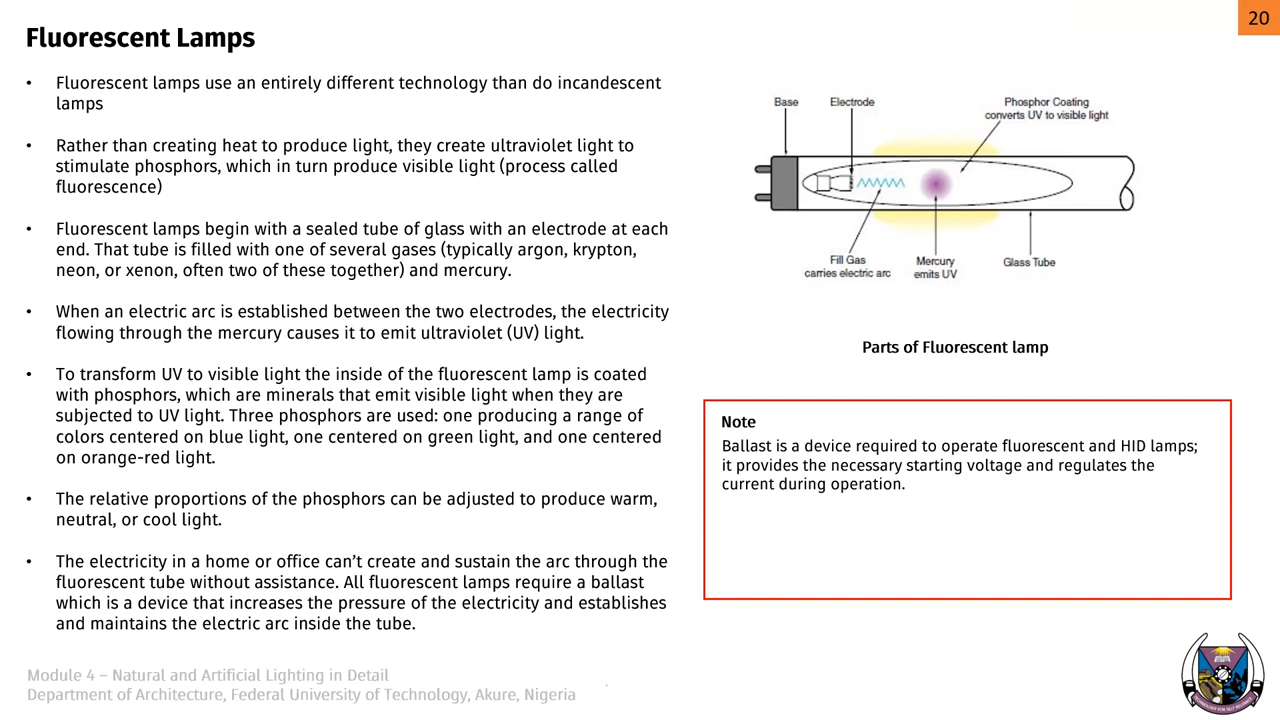 20
Fluorescent Lamps
• Fluorescent lamps use an entirely different technology than do incandescent
lamps
• Rather than creating heat to produce light, they create ultraviolet light to
stimulate phosphors, which in turn produce visible light (process called
fluorescence)
• Fluorescent lamps begin with a sealed tube of glass with an electrode at each
end. That tube is filled with one of several gases (typically argon, krypton,
neon, or xenon, often two of these together) and mercury.
• When an electric arc is established between the two electrodes, the electricity
flowing through the mercury causes it to emit ultraviolet (UV) light.
• To transform UV to visible light the inside of the fluorescent lamp is coated
with phosphors, which are minerals that emit visible light when they are
subjected to UV light. Three phosphors are used: one producing a range of
colors centered on blue light, one centered on green light, and one centered
on orange-red light.
• The relative proportions of the phosphors can be adjusted to produce warm,
neutral, or cool light.
• The electricity in a home or office can’t create and sustain the arc through the
fluorescent tube without assistance. All fluorescent lamps require a ballast
which is a device that increases the pressure of the electricity and establishes
and maintains the electric arc inside the tube.
Base
Electrode
Phosphor Coating
converts UV to visible light
Fill Gas
carries electric arc
Mercury
emits UV
Glass Tube
Parts of Fluorescent lamp
Note
Ballast is a device required to operate fluorescent and HID lamps;
it provides the necessary starting voltage and regulates the
current during operation.
Module 4 – Natural and Artificial Lighting in Detail
Department of Architecture, Federal University of Technology, Akure, Nigeria